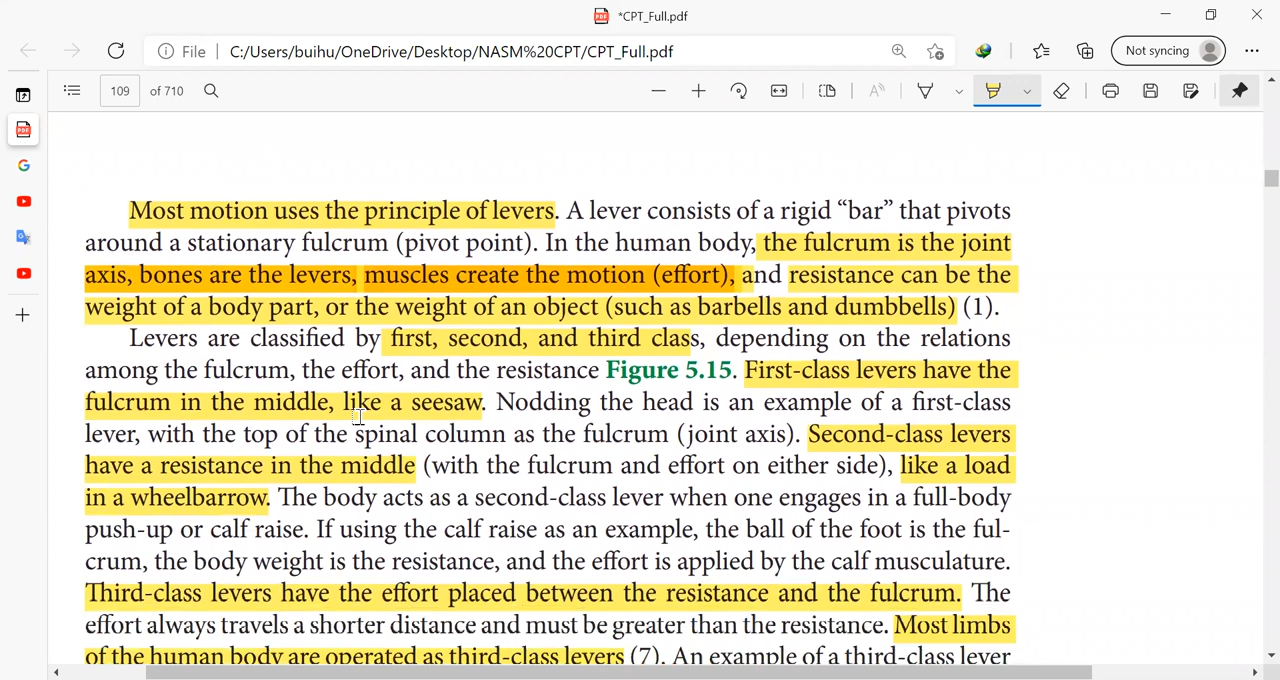 *CPT_Full.pdf
File | C:/Users/buihu/OneDrive/Desktop/NASM%20CPT/CPT_Full.pdf
Not syncing
109 of 710
Most motion uses the principle of levers. A lever consists of a rigid “bar” that pivots
around a stationary fulcrum (pivot point). In the human body, the fulcrum is the joint
axis, bones are the levers, muscles create the motion (effort), and resistance can be the
weight of a body part, or the weight of an object (such as barbells and dumbbells) (1).
Levers are classified by first, second, and third class, depending on the relations
among the fulcrum, the effort, and the resistance Figure 5.15. First-class levers have the
fulcrum in the middle, like a seesaw. Nodding the head is an example of a first-class
lever, with the top of the spinal column as the fulcrum (joint axis). Second-class levers
have a resistance in the middle (with the fulcrum and effort on either side), like a load
in a wheelbarrow. The body acts as a second-class lever when one engages in a full-body
push-up or calf raise. If using the calf raise as an example, the ball of the foot is the ful-
crum, the body weight is the resistance, and the effort is applied by the calf musculature.
Third-class levers have the effort placed between the resistance and the fulcrum. The
effort always travels a shorter distance and must be greater than the resistance. Most limbs
of the human body are operated as third-class levers (7). An example of a third-class lever